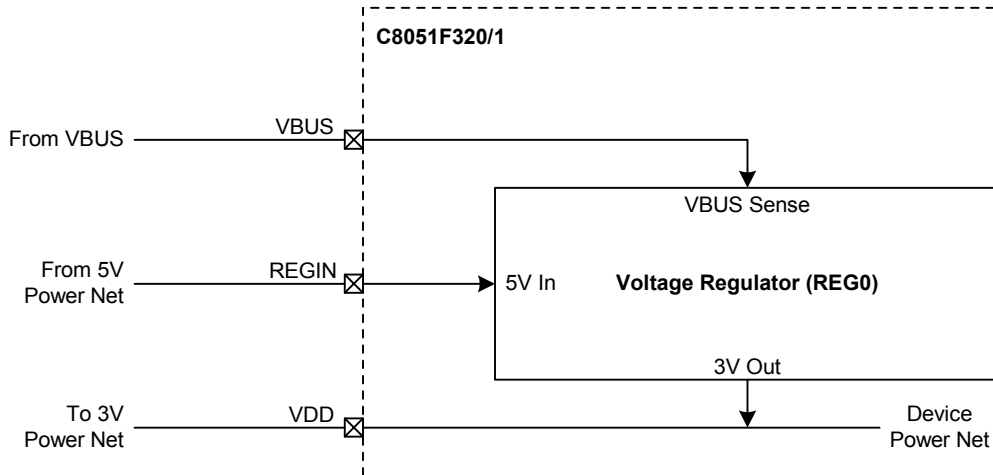 C8051F320/1
From VBUS
VBUS
VBUS Sense
From 5V
Power Net
REGIN
5V In
Voltage Regulator (REG0)
3V Out
To 3V
Power Net
VDD
Device
Power Net